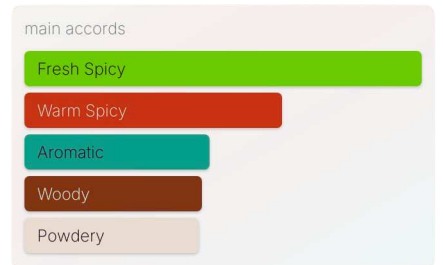 main accords
Fresh Spicy
Warm Spicy
Aromatic
Woody
Powdery